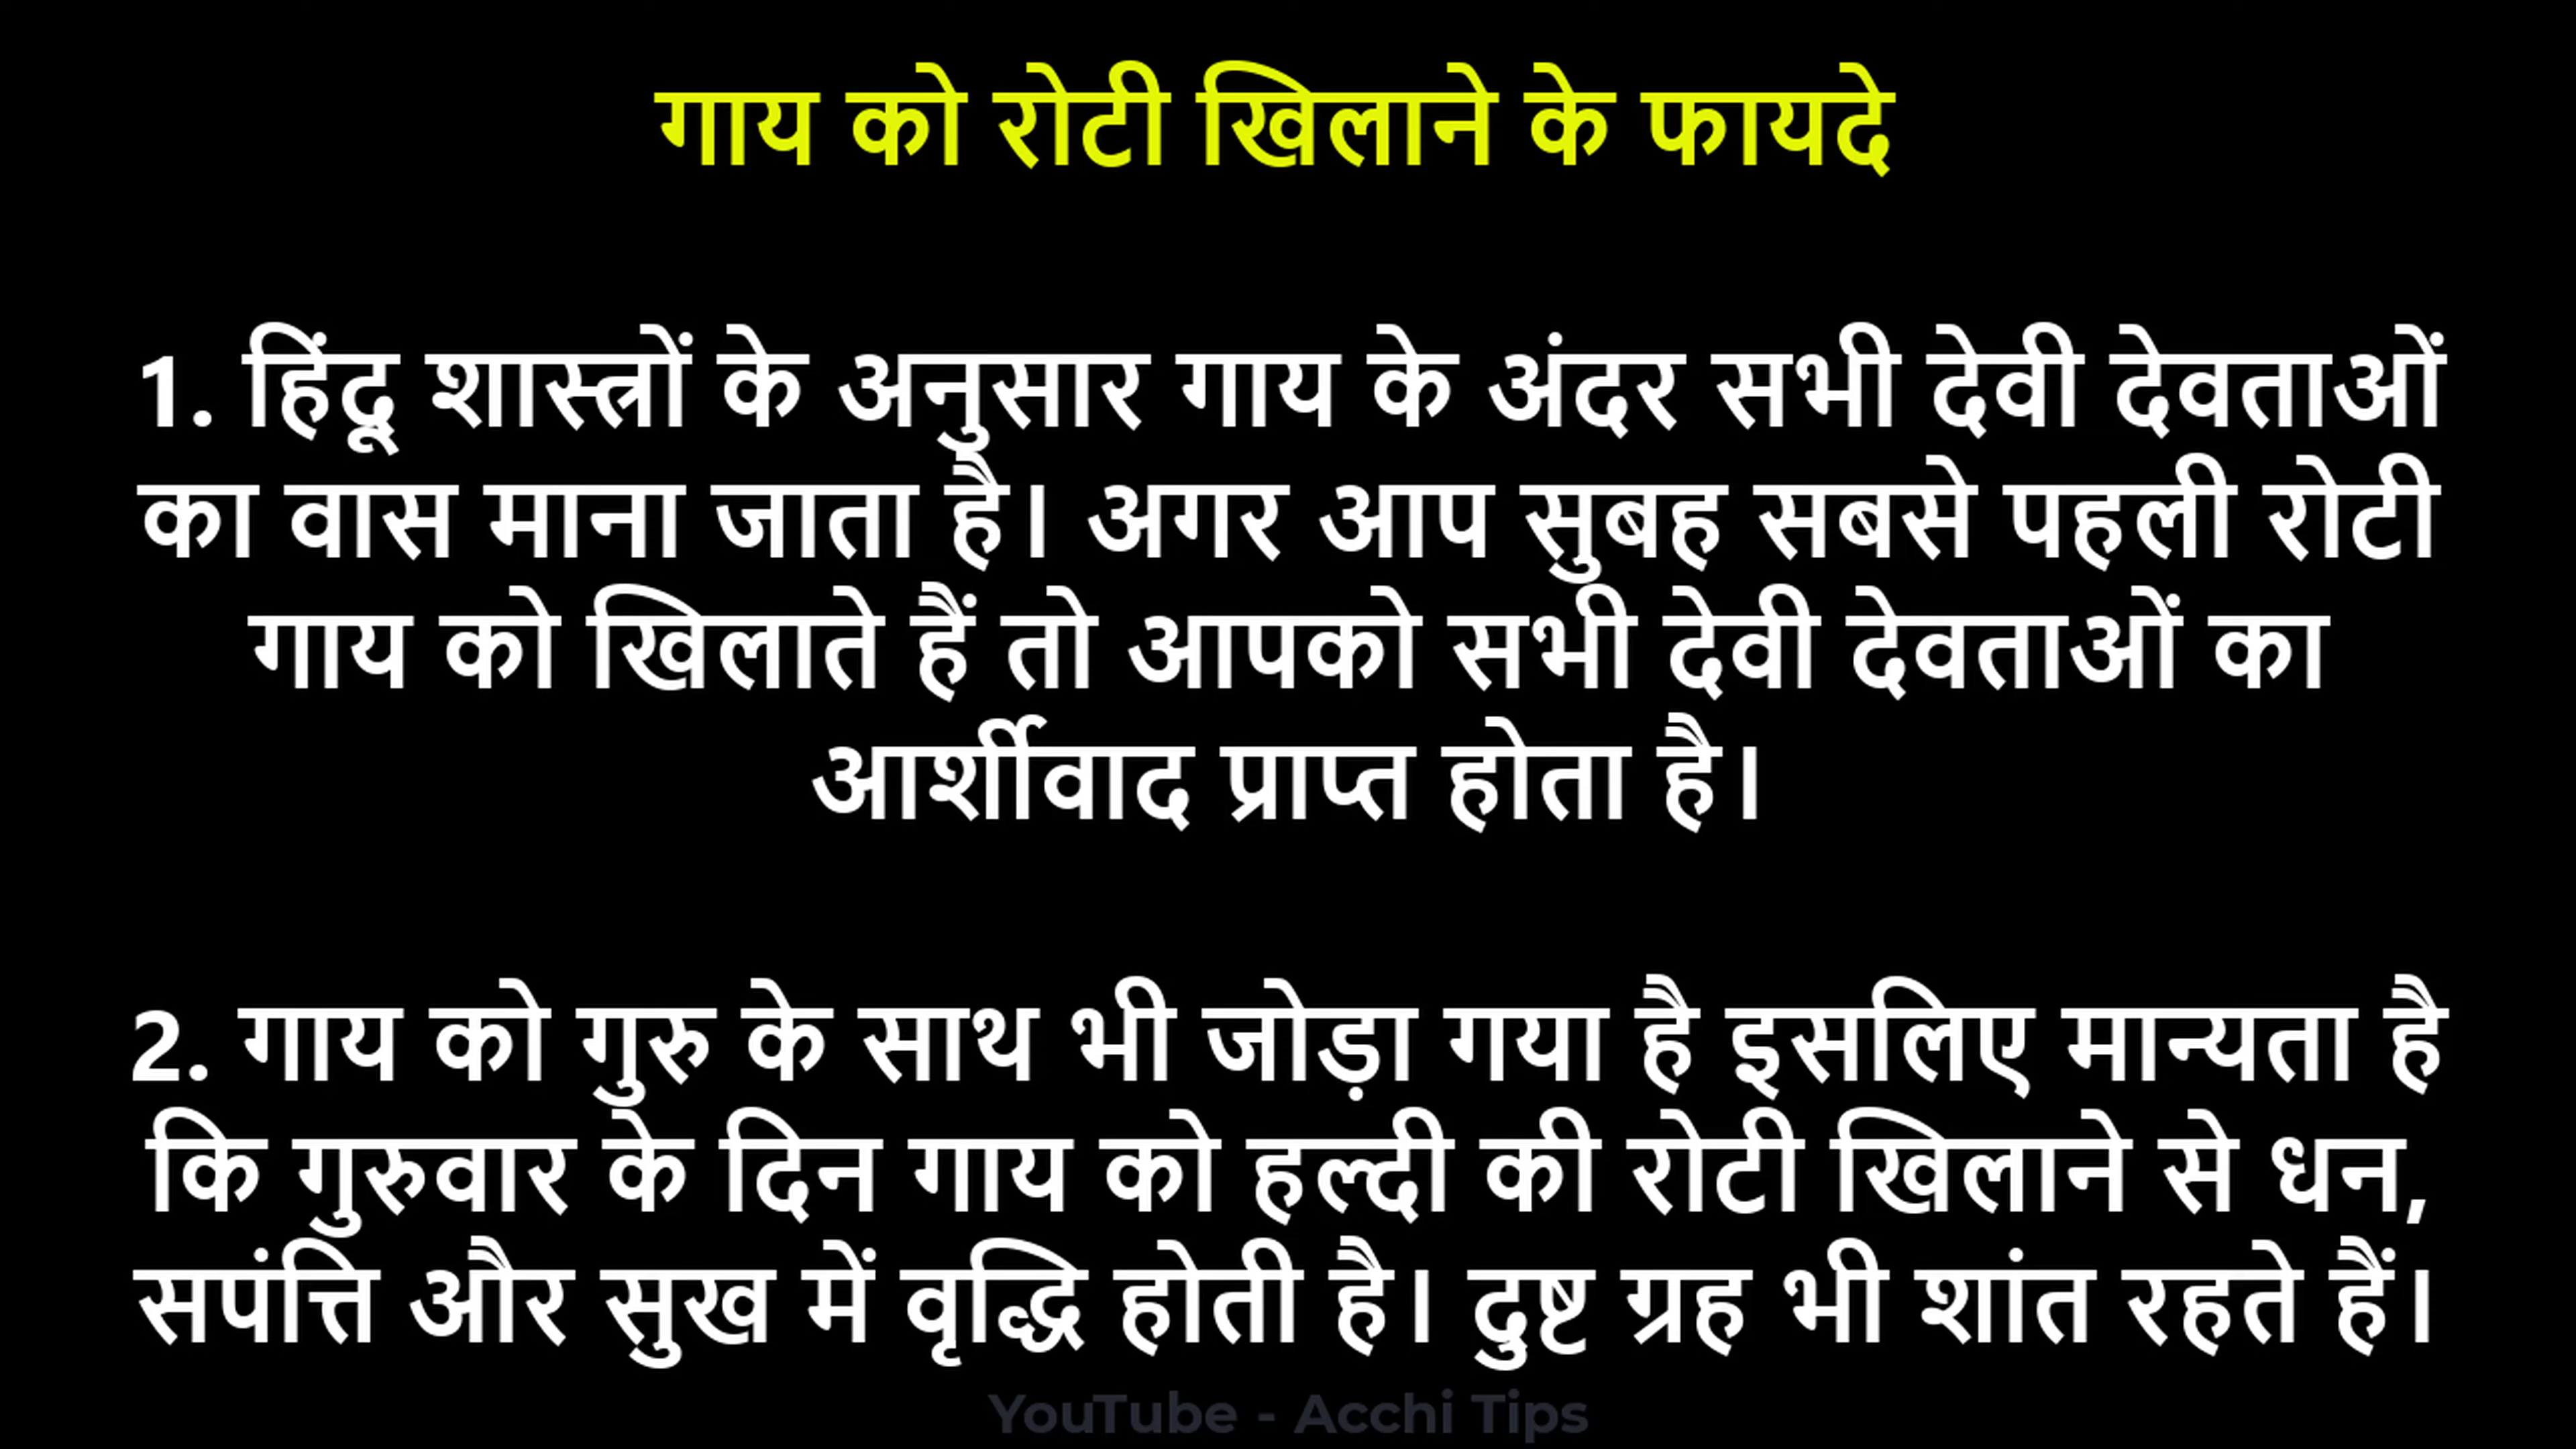 गाय को रोटी खिलाने के फायदे
1. हिंदू शास्त्रों के अनुसार गाय के अंदर सभी देवी देवताओं
का वास माना जाता है। अगर आप सुबह सबसे पहली रोटी
गाय को खिलाते हैं तो आपको सभी देवी देवताओं का
आर्शीवाद प्राप्त होता है।
2. गाय को गुरु के साथ भी जोड़ा गया है इसलिए मान्यता है
कि गुरुवार के दिन गाय को हल्दी की रोटी खिलाने से धन,
सपंत्ति और सुख में वृद्धि होती है। दुष्ट ग्रह भी शांत रहते हैं।
YouTube - Acchi Tips